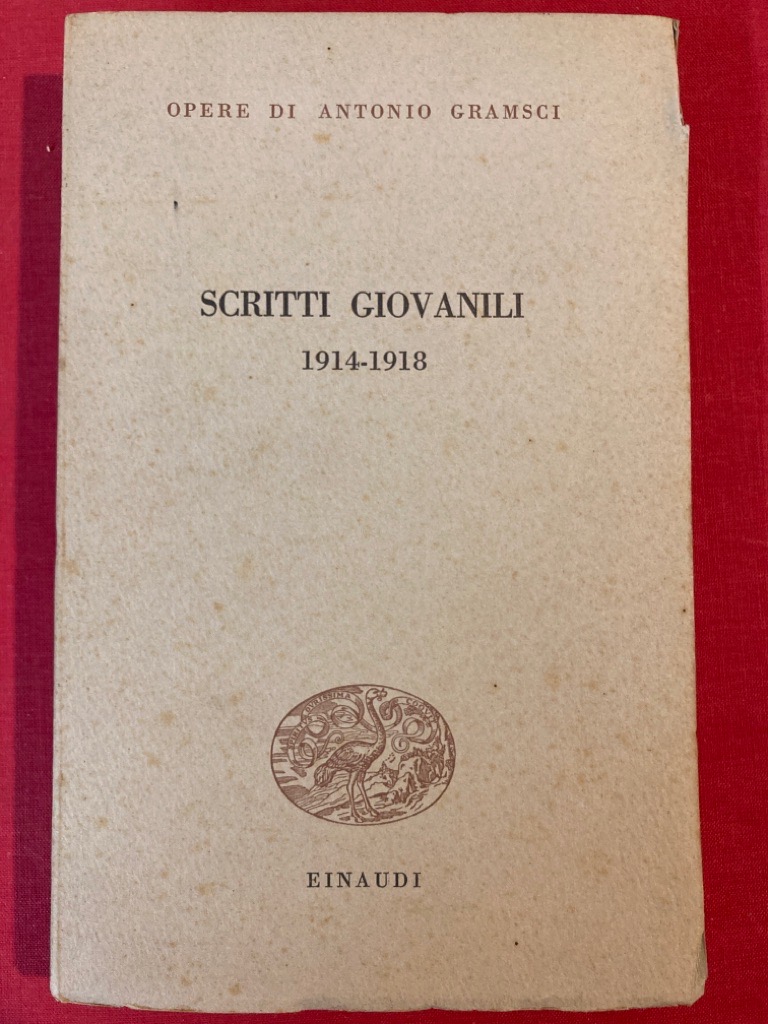 OPERE DI ANTONIO GRAMSCI
SCRITTI GIOVANILI
1914-1918
EINAUDI